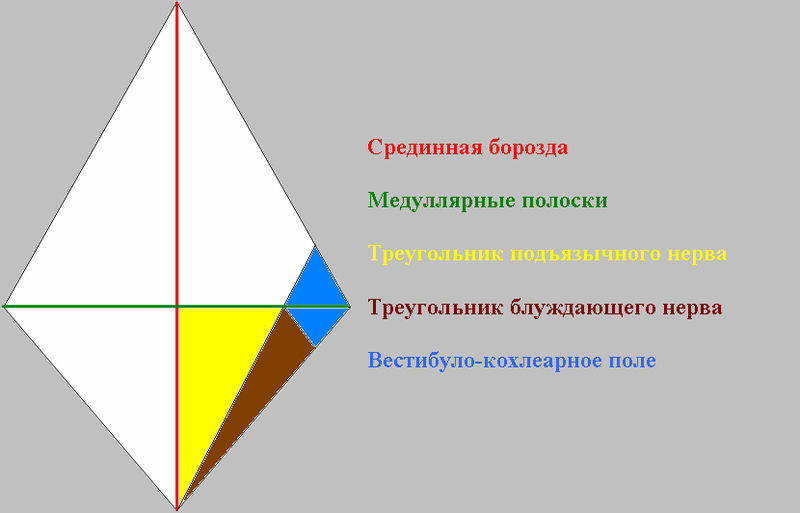 Срединная борозда
Медуллярные полоски
Треугольник подъязычного нерва
Треугольник блуждающего нерва
Вестибуло-кохлеарное поле